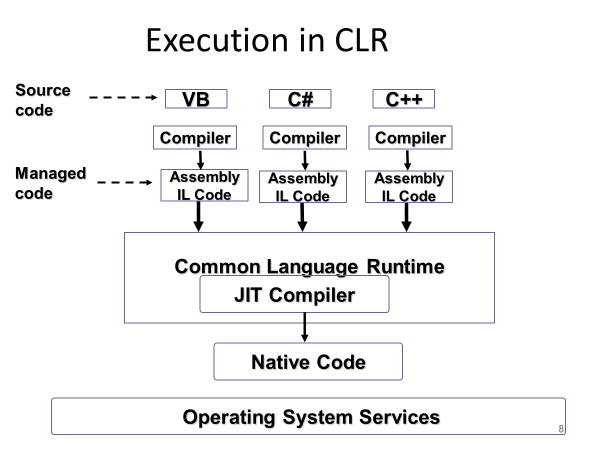 Execution in CLR
Source
code
VB
C#
C++
Compiler
Compiler
Compiler
Managed
code
Assembly
IL Code
Assembly
IL Code
Assembly
IL Code
Common Language Runtime
JIT Compiler
Native Code
Operating System Services
8